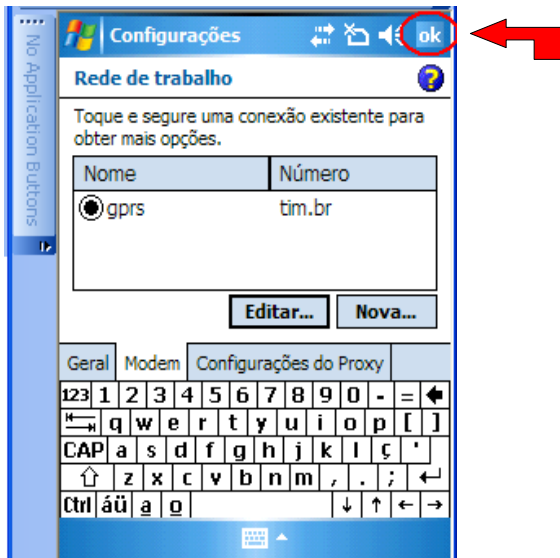 No Application Buttons
Configurações ok
Rede de trabalho ?
Toque e segure uma conexão existente para
obter mais opções.
Nome Número
gprs tim.br
Editar... Nova...
Geral Modem Configurações do Proxy
123 1 2 3 4 5 6 7 8 9 0 - =
q w e r t y u i o p [ ]
CAP a s d f g h j k l ç '
z x c v b n m , . ;
Ctrl áü a o